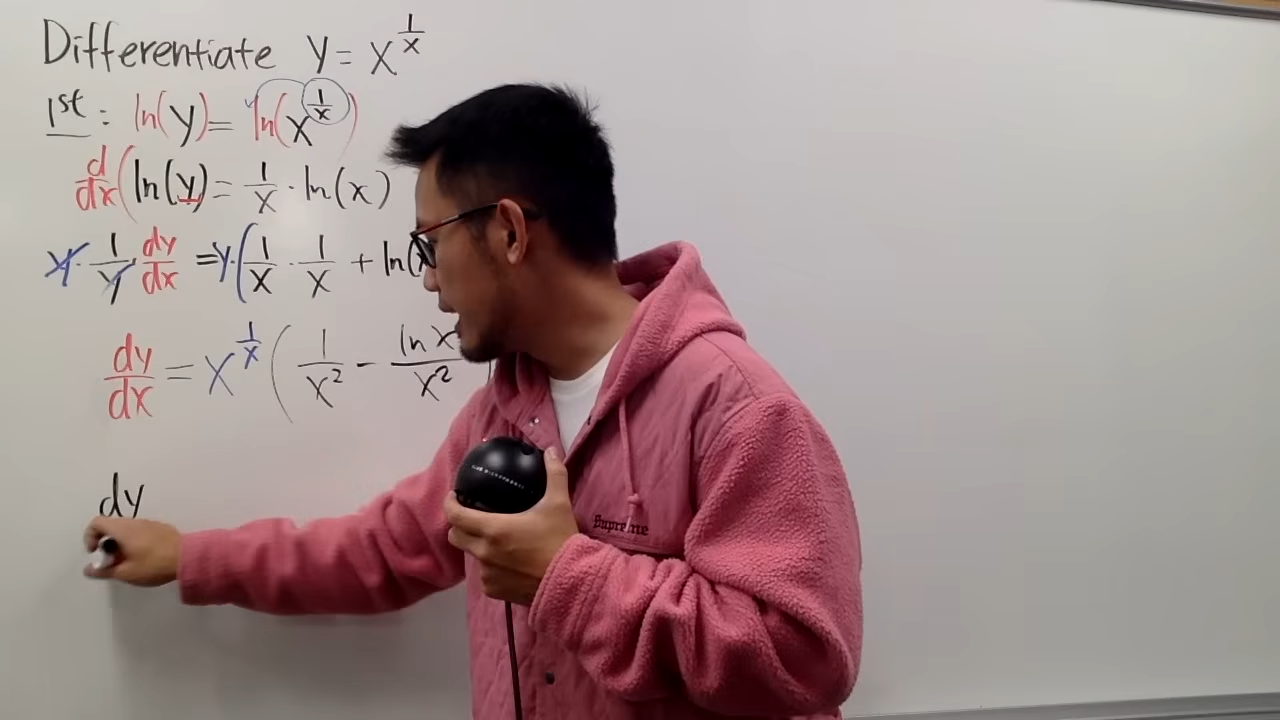 Differentiate y = x^(1/x)
1st: ln(y) = ln(x^(1/x))
d/dx (ln(y) = 1/x · ln(x)
y · 1/y · dy/dx = y · (1/x · 1/x + ln(x
dy/dx = x^(1/x) (1/x² - ln x/x²
dy
Supreme